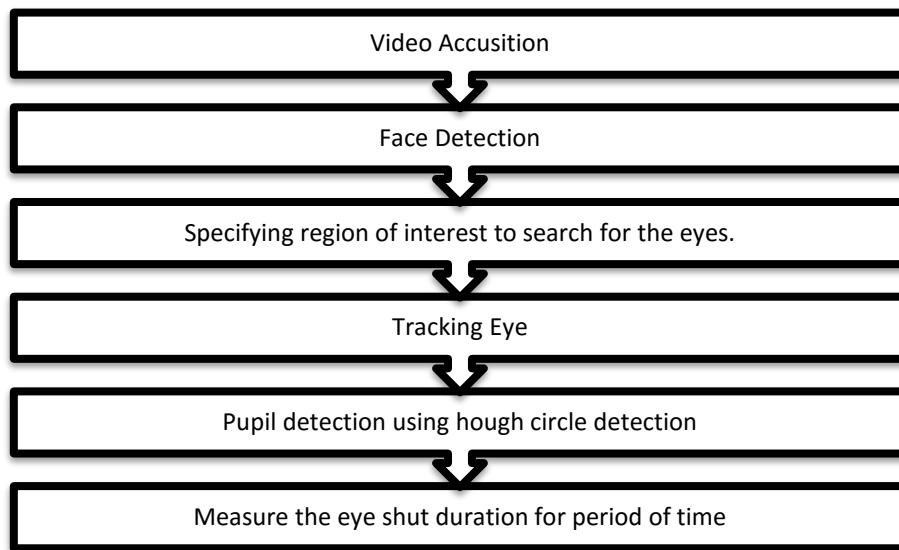 Video Accusition
Face Detection
Specifying region of interest to search for the eyes.
Tracking Eye
Pupil detection using hough circle detection
Measure the eye shut duration for period of time